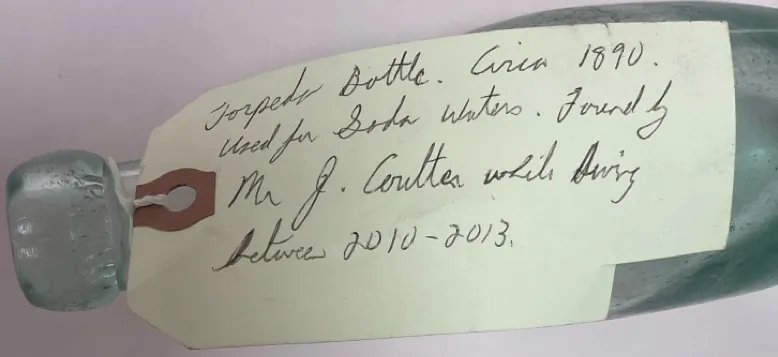 Torpedo Bottle. Circa 1890.
used for Soda Waters. Found by
Mr J. Coulter while Diving
between 2010-2013.